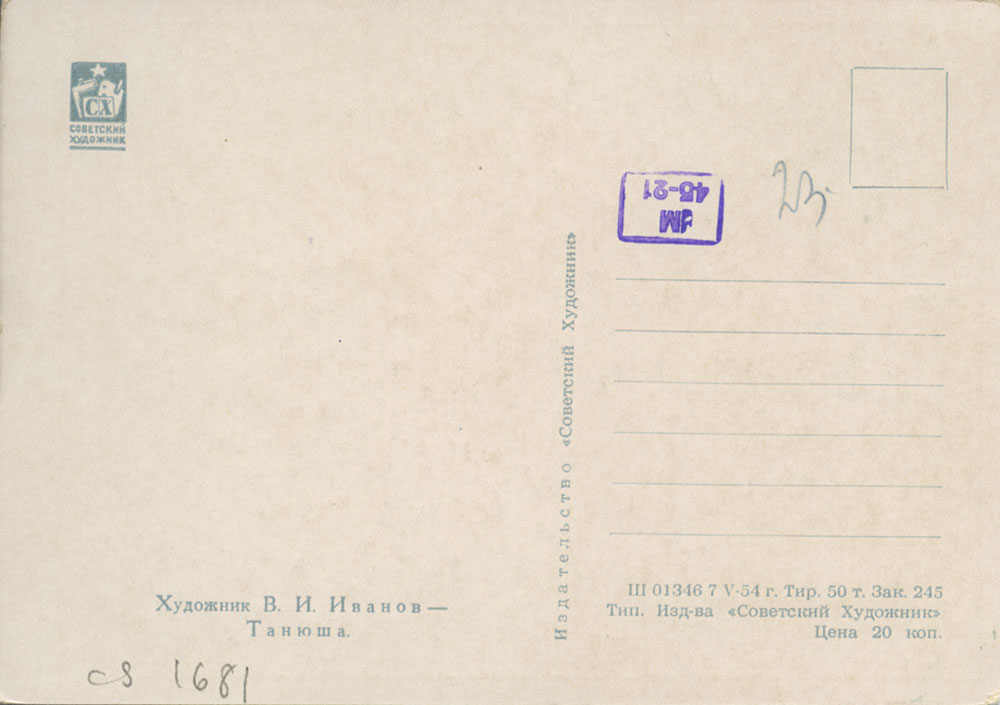 СХ
СОВЕТСКИЙ
ХУДОЖНИК
45-21
Издательство «Советский Художник»
Художник В. И. Иванов —
Танюша.
Ш 01346 7 V-54 г. Тир. 50 т. Зак. 245
Тип. Изд-ва «Советский Художник»
Цена 20 коп.
cs 1681